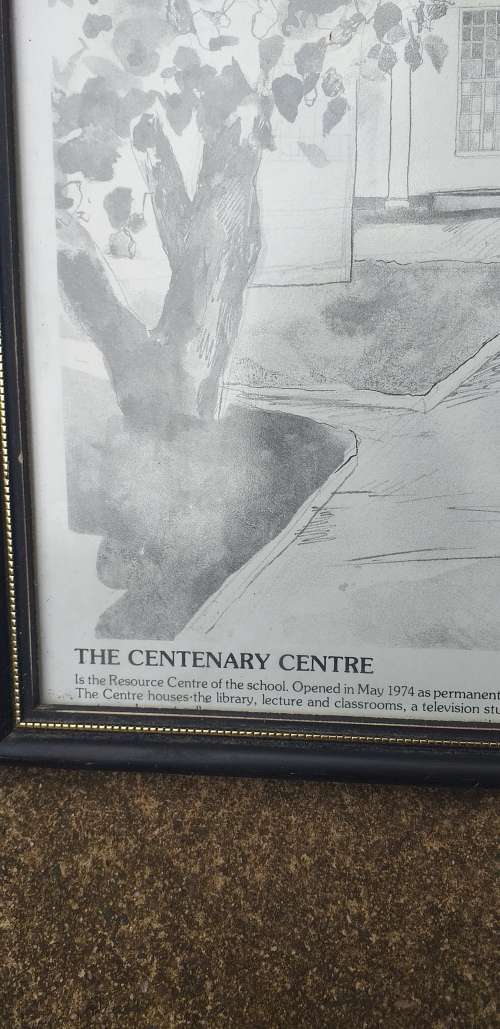 THE CENTENARY CENTRE
Is the Resource Centre of the school. Opened in May 1974 as permanent
The Centre houses the library, lecture and classrooms, a television